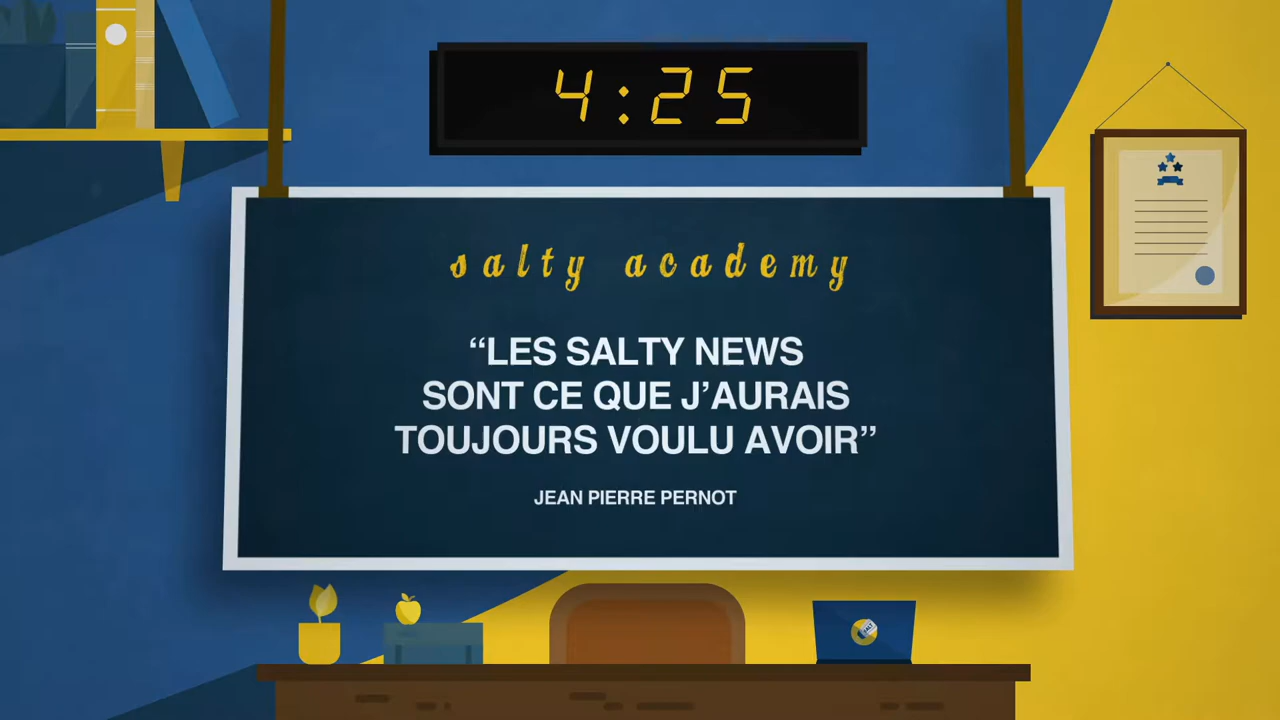 4:25
salty academy
“LES SALTY NEWS
SONT CE QUE J’AURAIS
TOUJOURS VOULU AVOIR”
JEAN PIERRE PERNOT